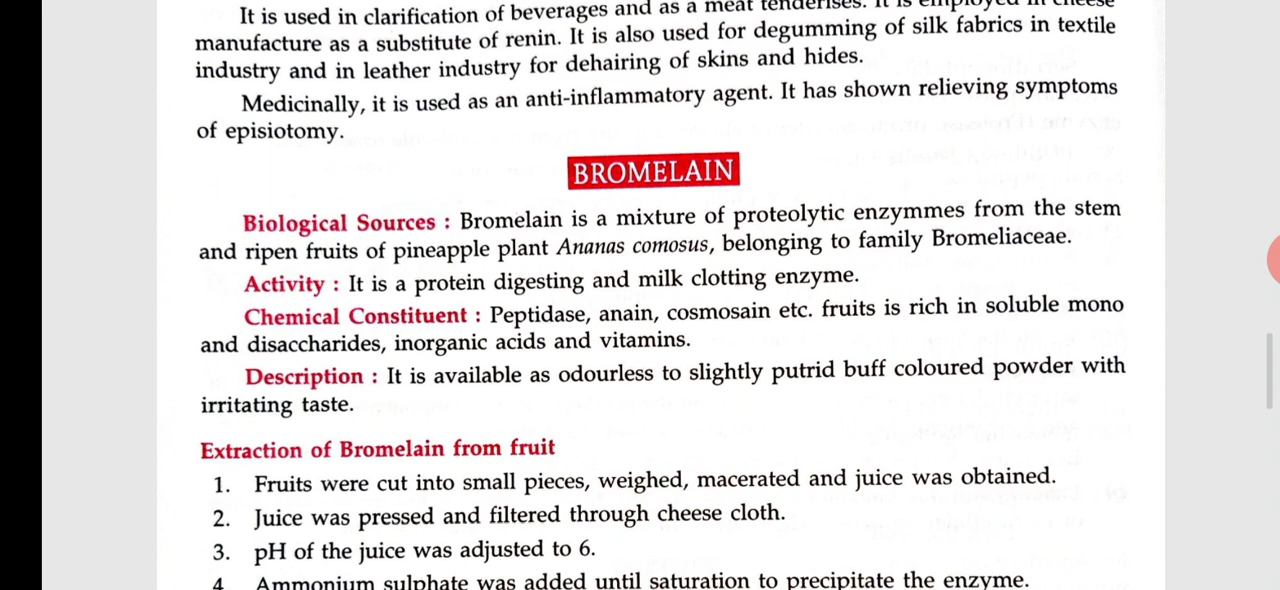 It is used in clarification of beverages and as a meat tenderises. It is employed in cheese
manufacture as a substitute of renin. It is also used for degumming of silk fabrics in textile
industry and in leather industry for dehairing of skins and hides.
Medicinally, it is used as an anti-inflammatory agent. It has shown relieving symptoms
of episiotomy.
BROMELAIN
Biological Sources : Bromelain is a mixture of proteolytic enzymmes from the stem
and ripen fruits of pineapple plant Ananas comosus, belonging to family Bromeliaceae.
Activity : It is a protein digesting and milk clotting enzyme.
Chemical Constituent : Peptidase, anain, cosmosain etc. fruits is rich in soluble mono
and disaccharides, inorganic acids and vitamins.
Description : It is available as odourless to slightly putrid buff coloured powder with
irritating taste.
Extraction of Bromelain from fruit
1. Fruits were cut into small pieces, weighed, macerated and juice was obtained.
2. Juice was pressed and filtered through cheese cloth.
3. pH of the juice was adjusted to 6.
4. Ammonium sulphate was added until saturation to precipitate the enzyme.